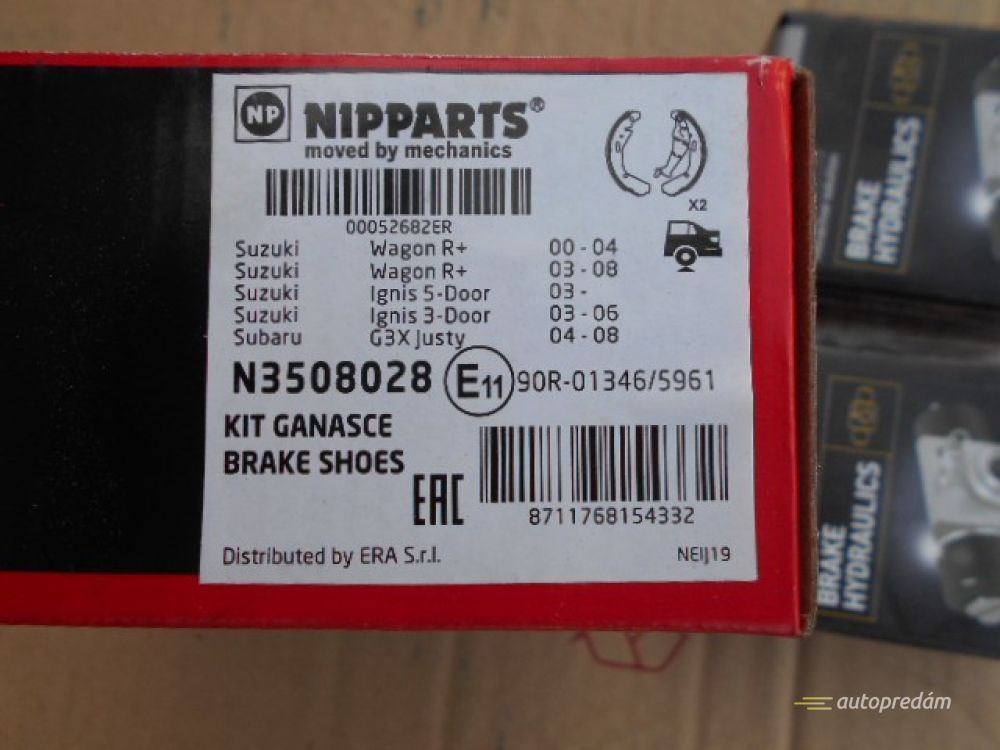 NP NIPPARTS®
moved by mechanics
X2
00052682ER
Suzuki Wagon R+ 00 - 04
Suzuki Wagon R+ 03 - 08
Suzuki Ignis 5-Door 03 -
Suzuki Ignis 3-Door 03 - 06
Subaru G3X Justy 04 - 08
N3508028 E11 90R-01346/5961
KIT GANASCE
BRAKE SHOES
EAC
8711768154332
Distributed by ERA S.r.l. NEIJ19
BRAKE
HYDRAULICS
BRAKE
HYDRAULICS
autopredám